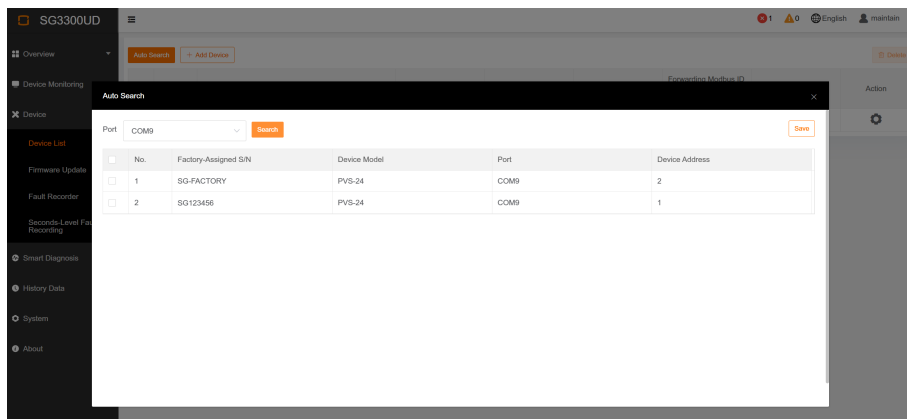 SG3300UD
1
0
English
maintain
Overview
Auto Search
+ Add Device
Delete
Device Monitoring
Forwarding Modbus ID
Action
Auto Search
Device
Port
COM9
Search
Save
Device List
No. Factory-Assigned S/N Device Model Port Device Address
Firmware Update
1 SG-FACTORY PVS-24 COM9 2
Fault Recorder
2 SG123456 PVS-24 COM9 1
Seconds-Level Fau
Recording
Smart Diagnosis
History Data
System
About